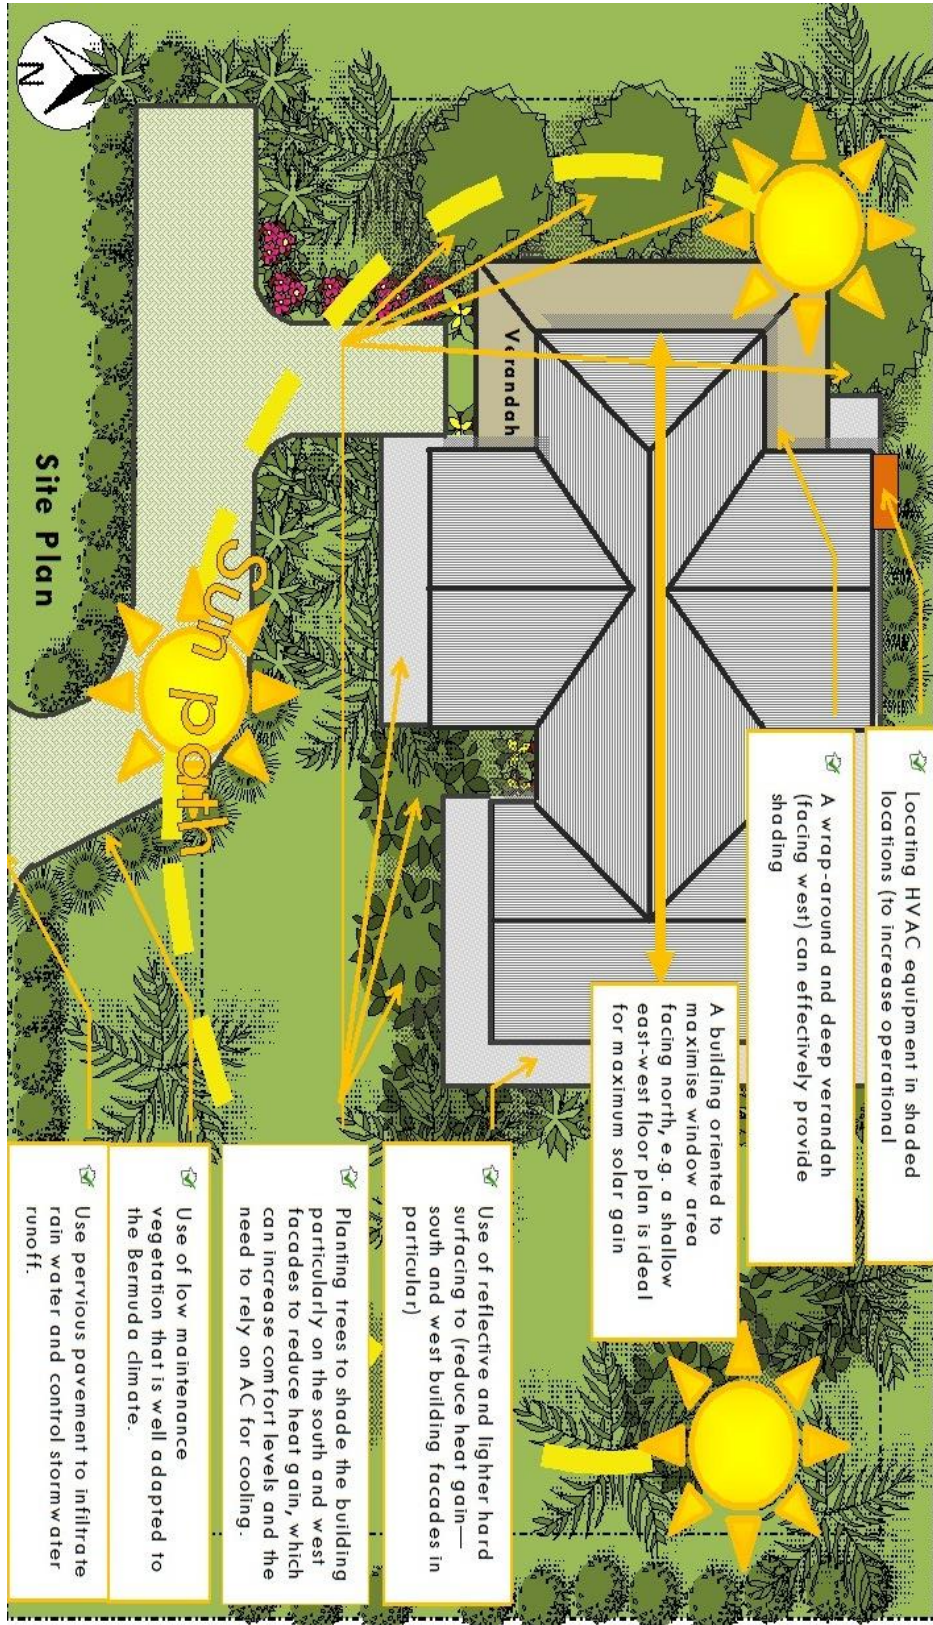 Locating HVAC equipment in shaded
locations (to increase operational
A wrap-around and deep verandah
(facing west) can effectively provide
shading
A building oriented to
maximise window area
facing north, e.g. a shallow
east-west floor plan is ideal
for maximum solar gain
Use of reflective and lighter hard
surfacing to (reduce heat gain—
south and west building facades in
particular)
Planting trees to shade the building
particularly on the south and west
facades to reduce heat gain, which
can increase comfort levels and the
need to rely on AC for cooling.
Use of low maintenance
vegetation that is well adapted to
the Bermuda climate.
Use pervious pavement to infiltrate
rain water and control stormwater
runoff.
Verandah
Sun path
Site Plan
N